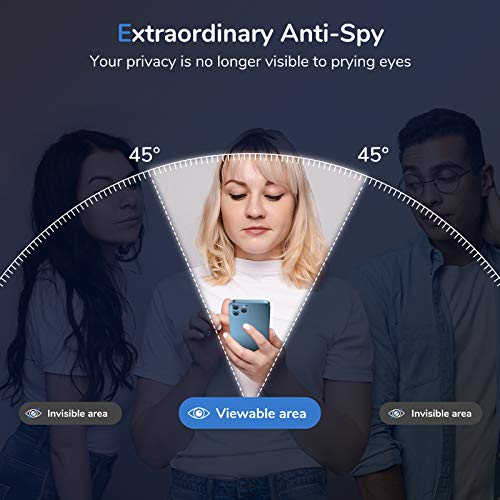 Extraordinary Anti-Spy
Your privacy is no longer visible to prying eyes
45°
45°
Invisible area
Viewable area
Invisible area